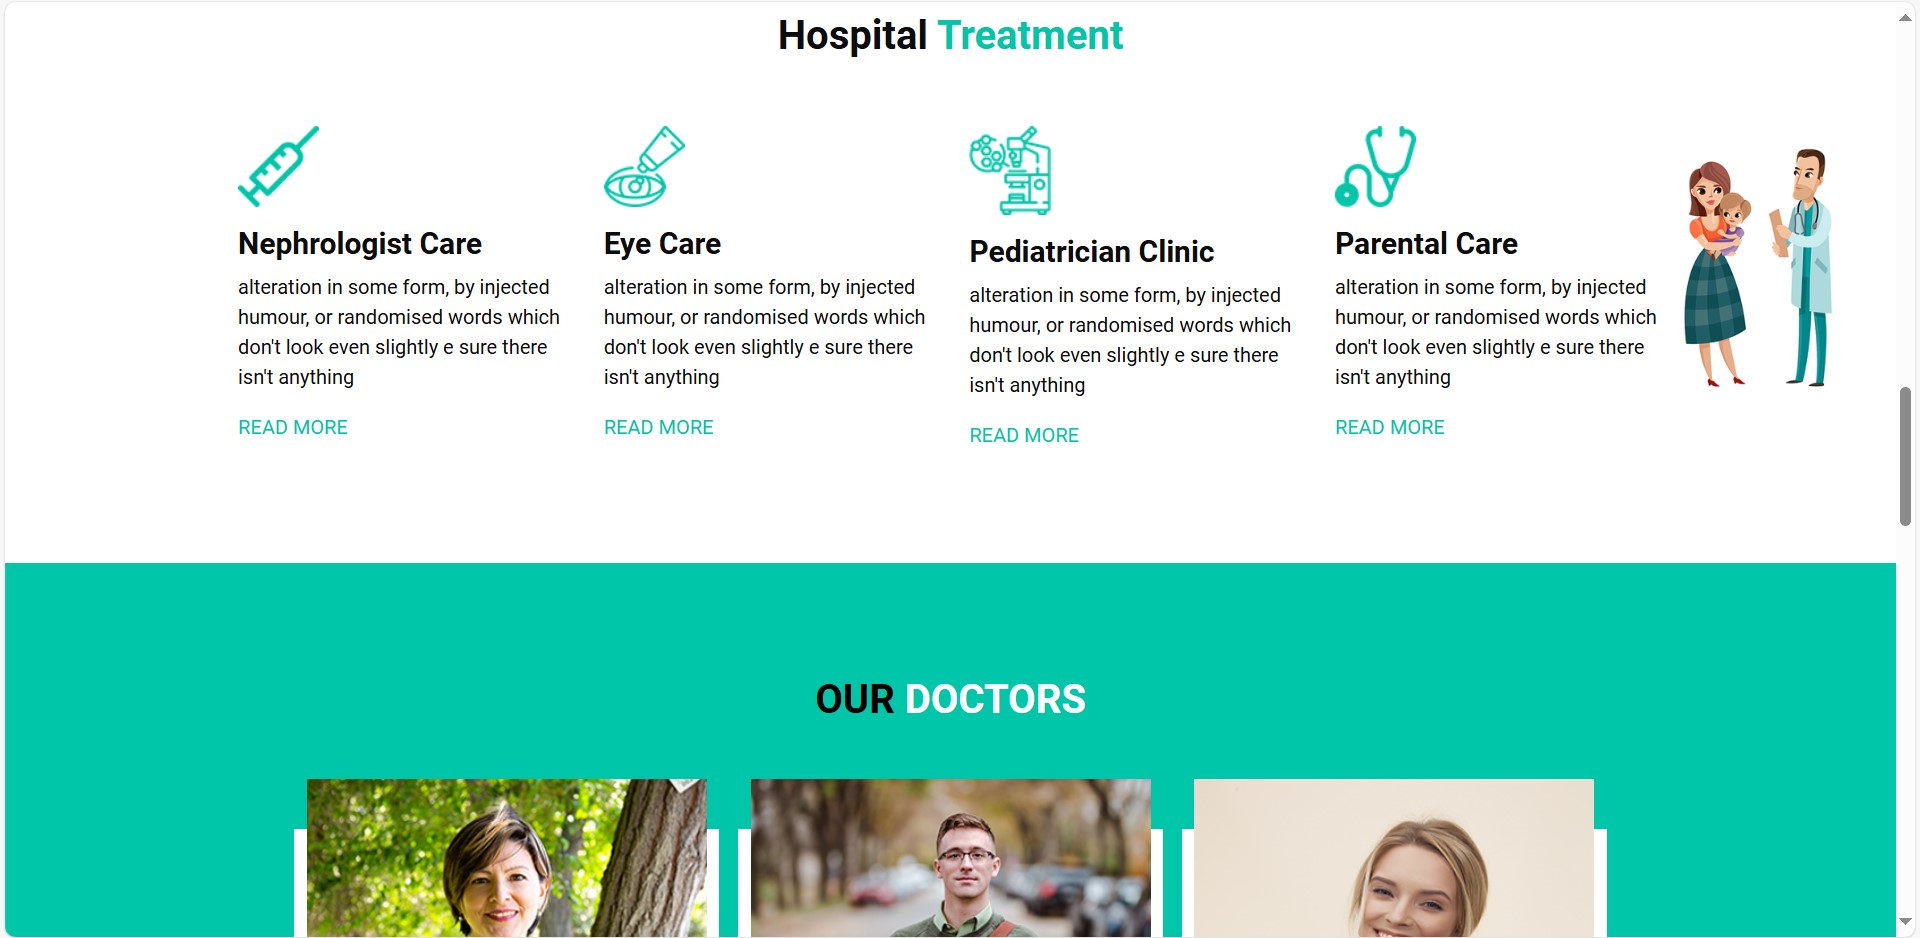 Hospital Treatment
Nephrologist Care
alteration in some form, by injected
humour, or randomised words which
don't look even slightly e sure there
isn't anything
READ MORE
Eye Care
alteration in some form, by injected
humour, or randomised words which
don't look even slightly e sure there
isn't anything
READ MORE
Pediatrician Clinic
alteration in some form, by injected
humour, or randomised words which
don't look even slightly e sure there
isn't anything
READ MORE
Parental Care
alteration in some form, by injected
humour, or randomised words which
don't look even slightly e sure there
isn't anything
READ MORE
OUR DOCTORS